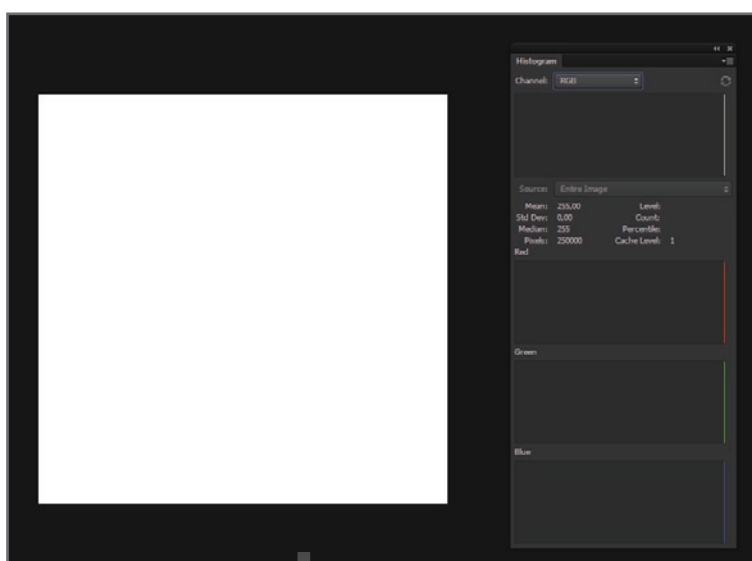 Histogram
Channel: RGB
Source: Entire Image
Mean: 255,00 Level:
Std Dev: 0,00 Count:
Median: 255 Percentile:
Pixels: 250000 Cache Level: 1
Red
Green
Blue